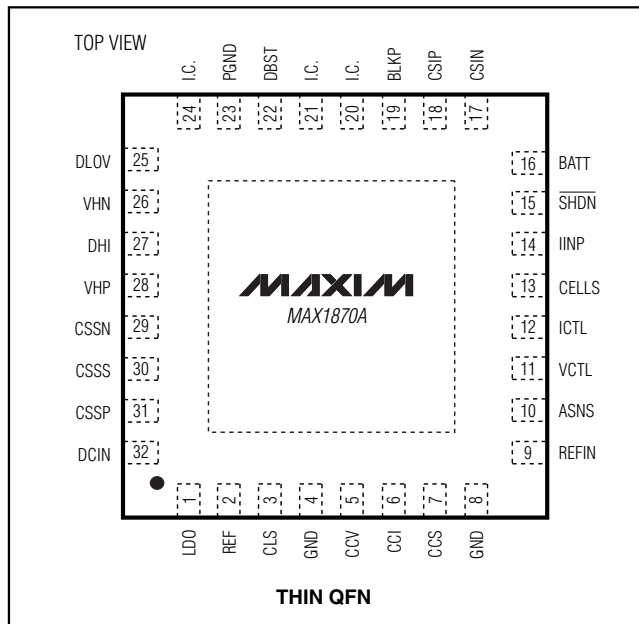 TOP VIEW
I.C.
PGND
DBST
I.C.
I.C.
BLKP
CSIP
CSIN
24
23
22
21
20
19
18
17
DLOV 25
VHN 26
DHI 27
VHP 28
CSSN 29
CSSS 30
CSSP 31
DCIN 32
16 BATT
15 SHDN
14 IINP
13 CELLS
12 ICTL
11 VCTL
10 ASNS
9 REFIN
MAXIM
MAX1870A
1
2
3
4
5
6
7
8
LDO
REF
CLS
GND
CCV
CCI
CCS
GND
THIN QFN